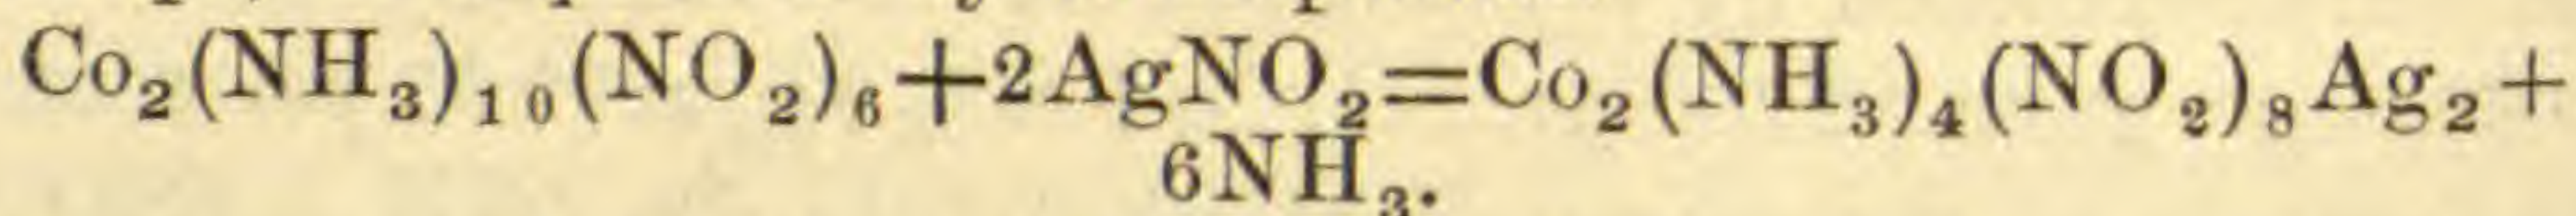 Co₂(NH₃)₁₀(NO₂)₆+2AgNO₂=Co₂(NH₃)₄(NO₂)₈Ag₂+
6NH₃.